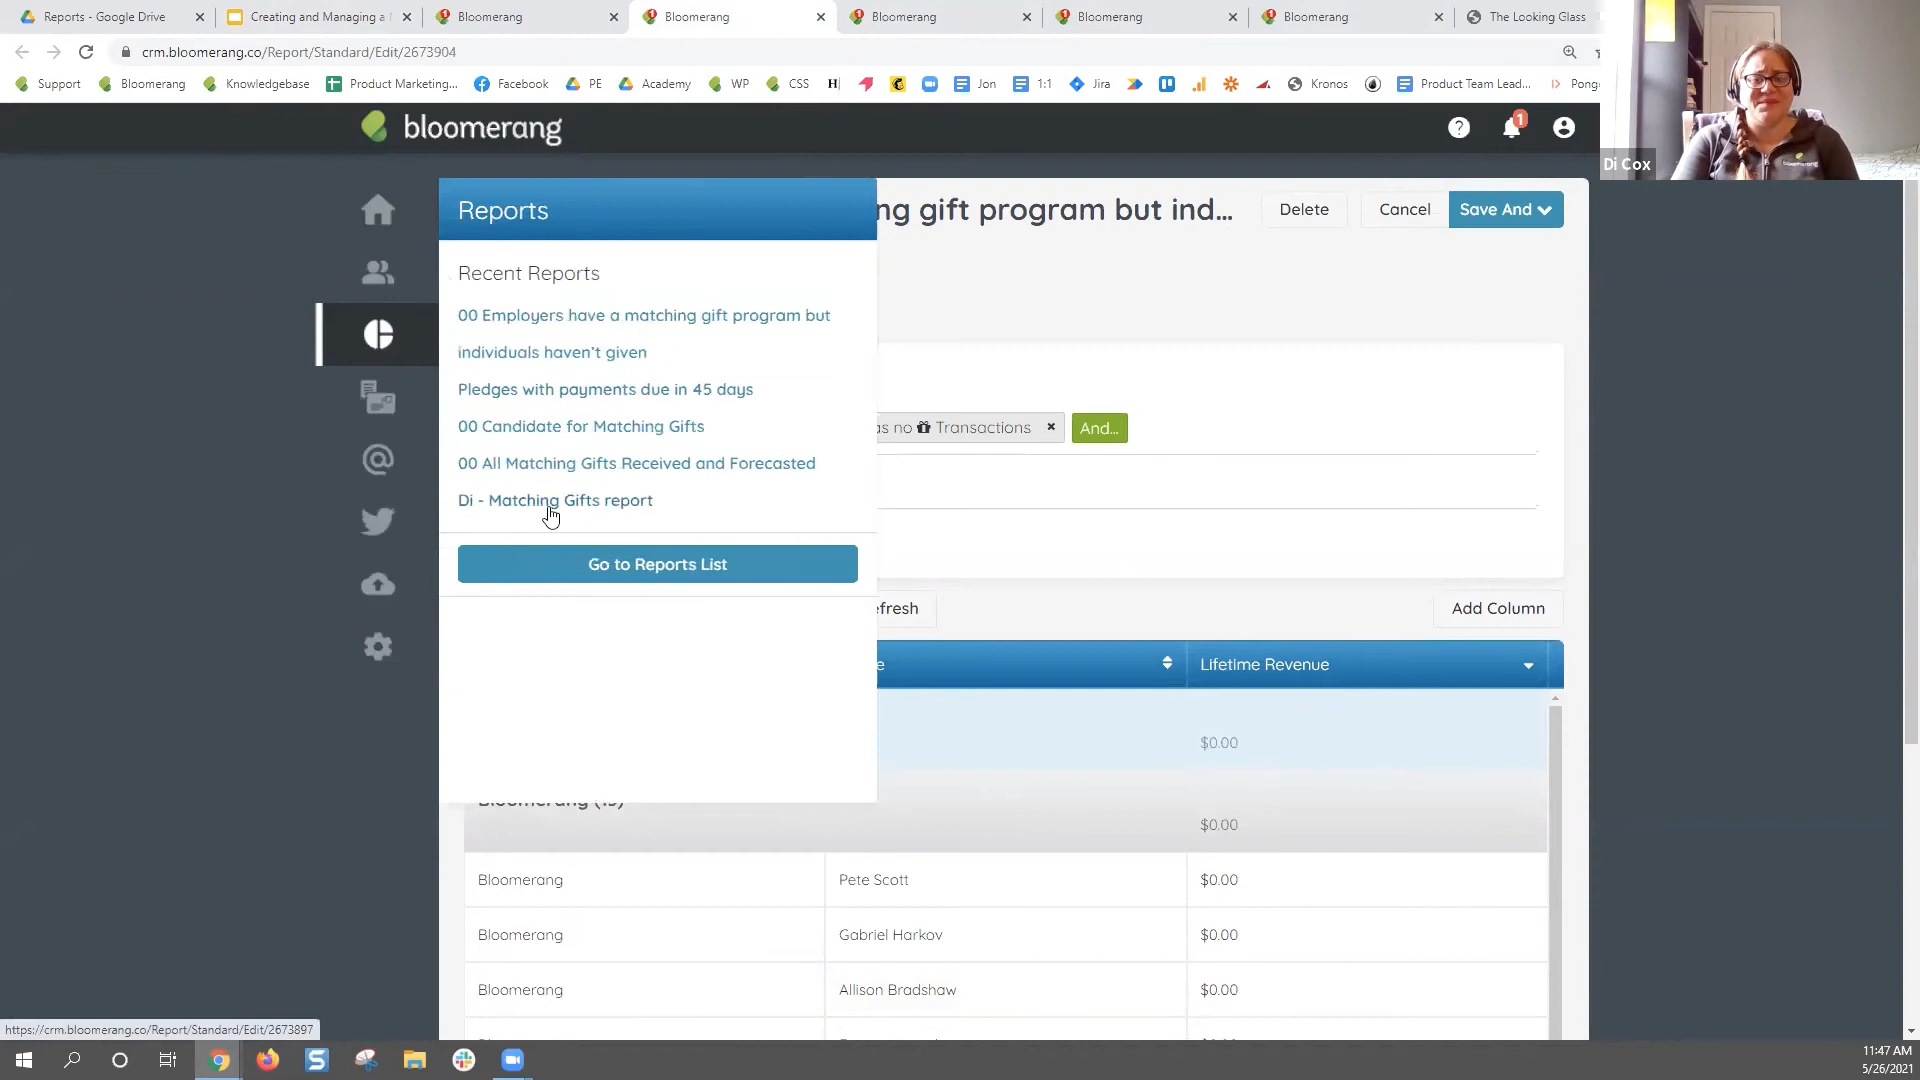 Reports - Google Drive
Creating and Managing a
Bloomerang
Bloomerang
Bloomerang
Bloomerang
Bloomerang
The Looking Glass
crm.bloomerang.co/Report/Standard/Edit/2673904
Support
Bloomerang
Knowledgebase
Product Marketing...
Facebook
PE
Academy
WP
CSS
H
Jon
1:1
Jira
Kronos
Product Team Lead...
Pong
bloomerang
1
Di Cox
Reports
ng gift program but ind...
Delete
Cancel
Save And
Recent Reports
00 Employers have a matching gift program but
individuals haven't given
Pledges with payments due in 45 days
00 Candidate for Matching Gifts
as no Transactions
And...
00 All Matching Gifts Received and Forecasted
Di - Matching Gifts report
Go to Reports List
efresh
Add Column
e
Lifetime Revenue
$0.00
Bloomerang
$0.00
Bloomerang
Pete Scott
$0.00
Bloomerang
Gabriel Harkov
$0.00
Bloomerang
Allison Bradshaw
$0.00
https://crm.bloomerang.co/Report/Standard/Edit/2673897
11:47 AM
5/26/2021